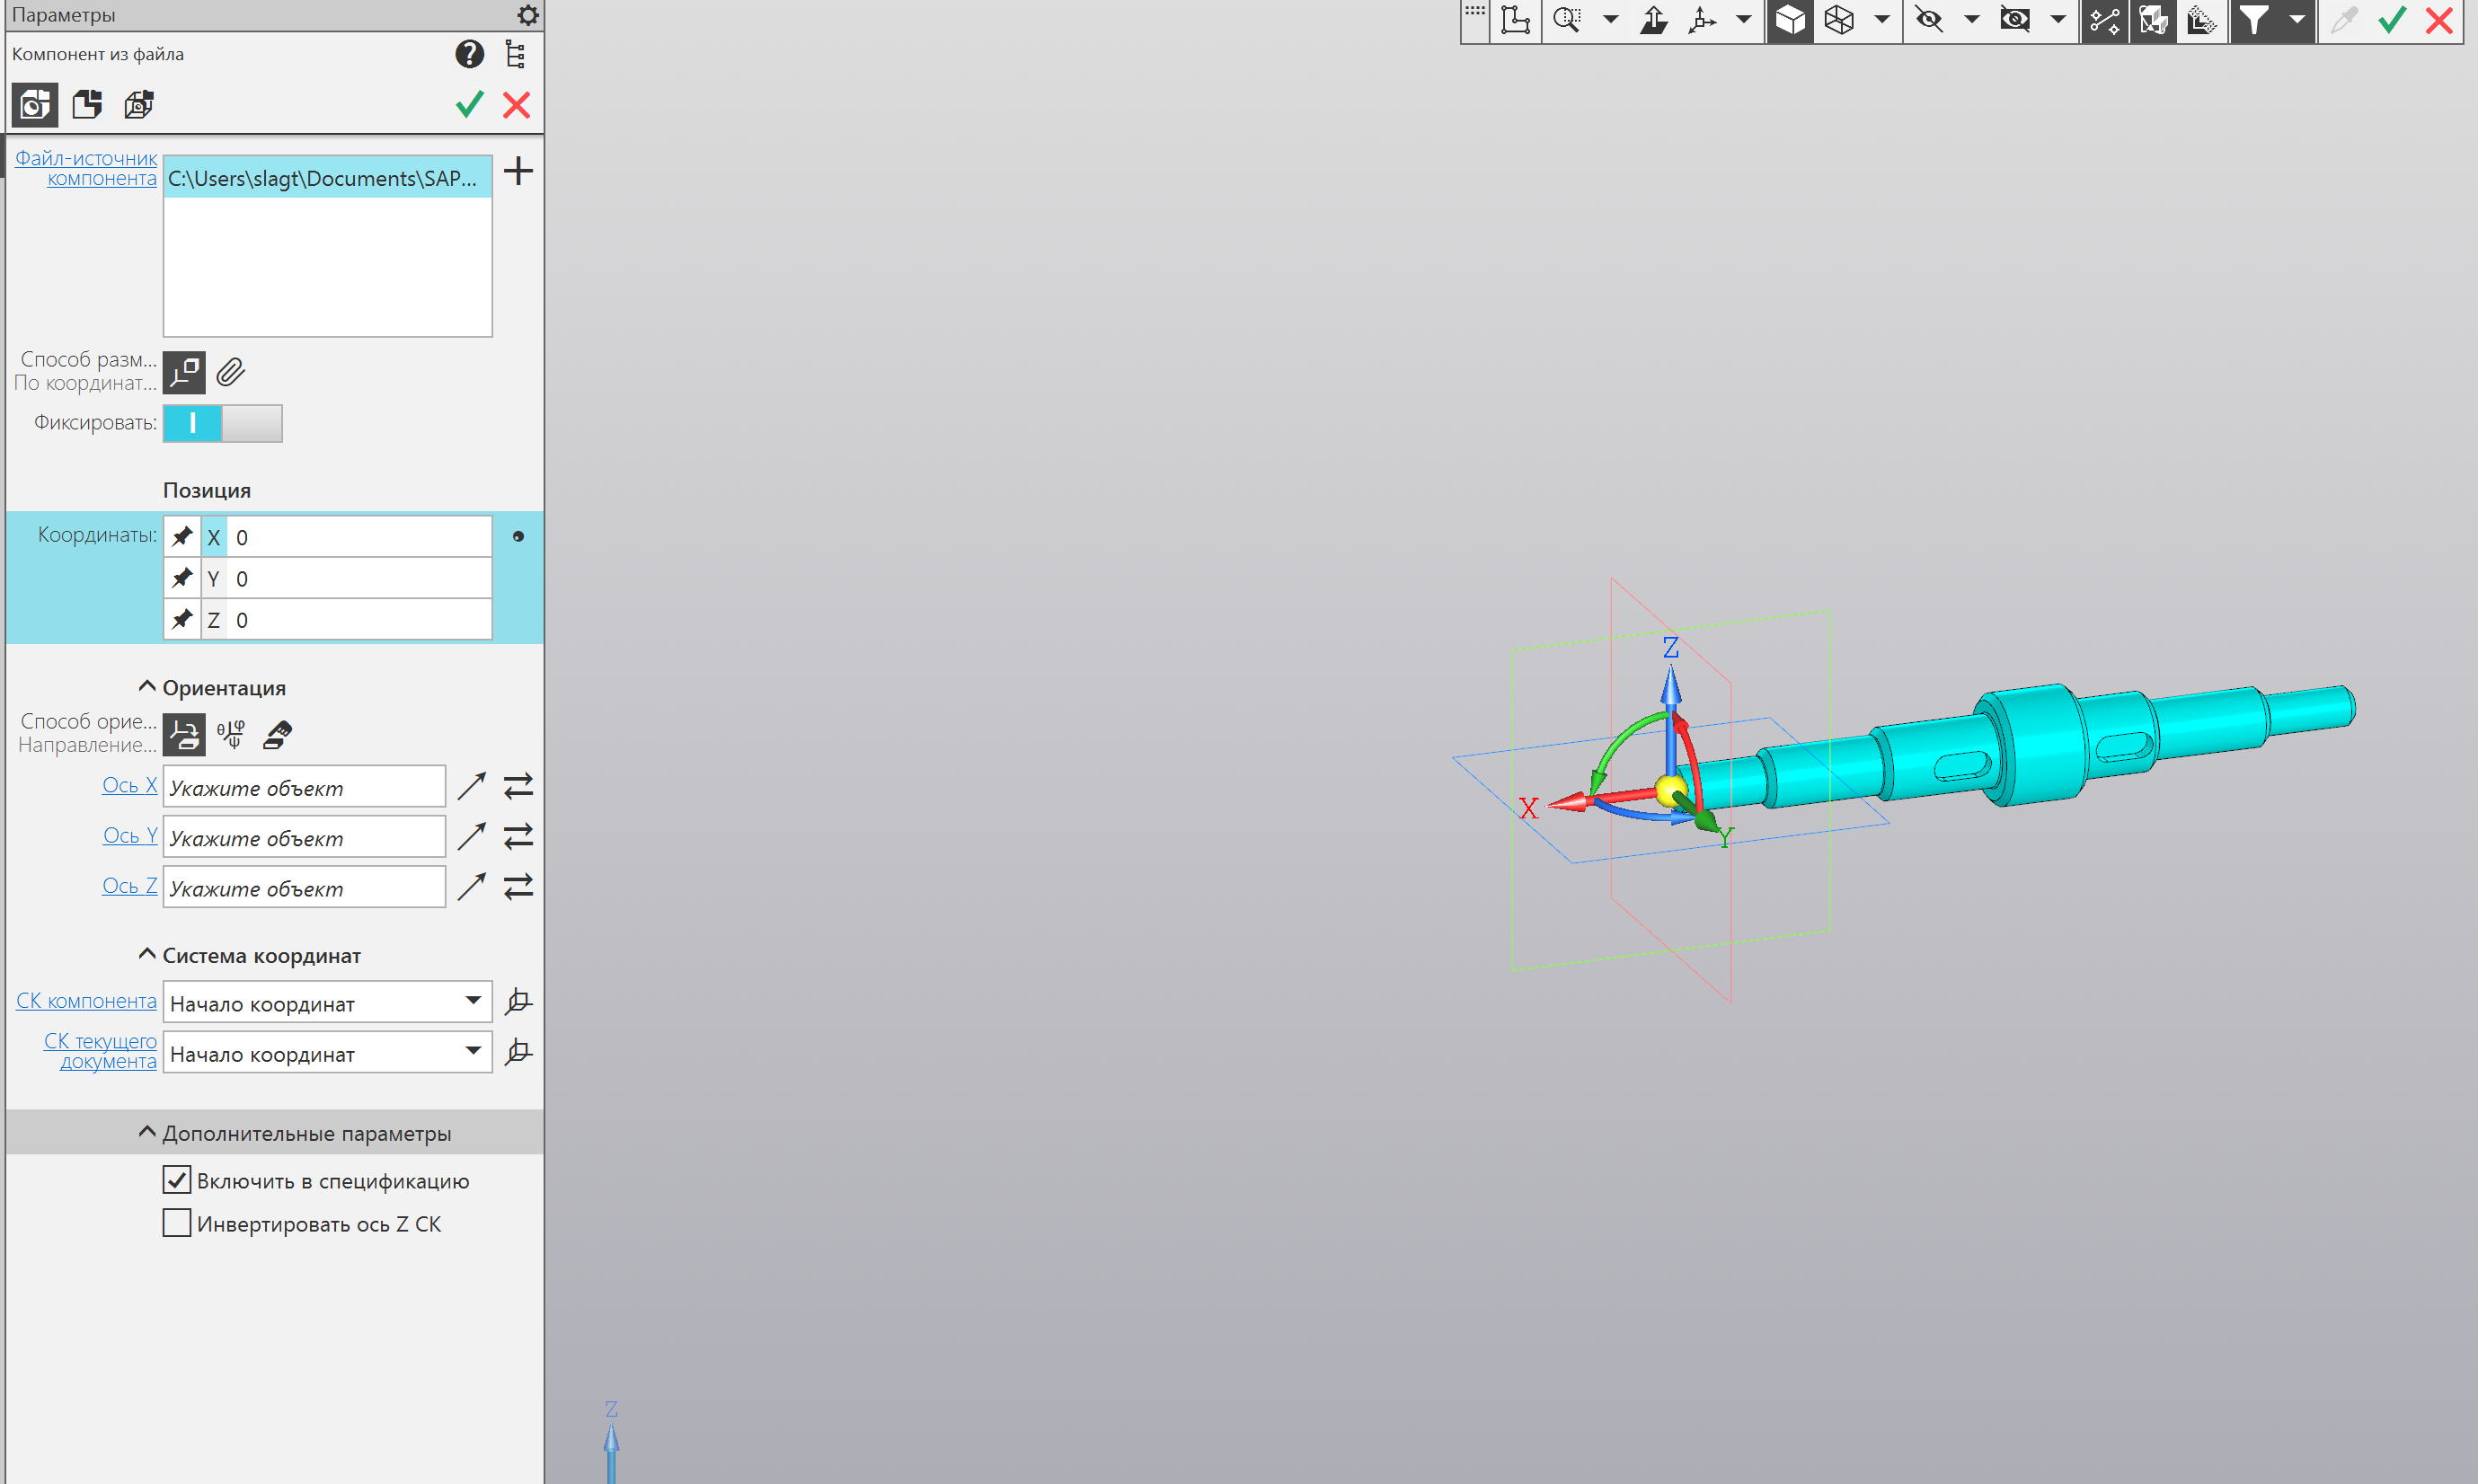 Параметры
Компонент из файла
Файл-источник
компонента
C:\Users\slagt\Documents\SAP...
Способ разм...
По координат...
Фиксировать:
Позиция
Координаты:
X 0
Y 0
Z 0
Ориентация
Способ орие...
Направление...
θ φ ψ
Ось X Укажите объект
Ось Y Укажите объект
Ось Z Укажите объект
Система координат
СК компонента Начало координат
СК текущего
документа
Начало координат
Дополнительные параметры
Включить в спецификацию
Инвертировать ось Z СК
Z
X
Y
Z